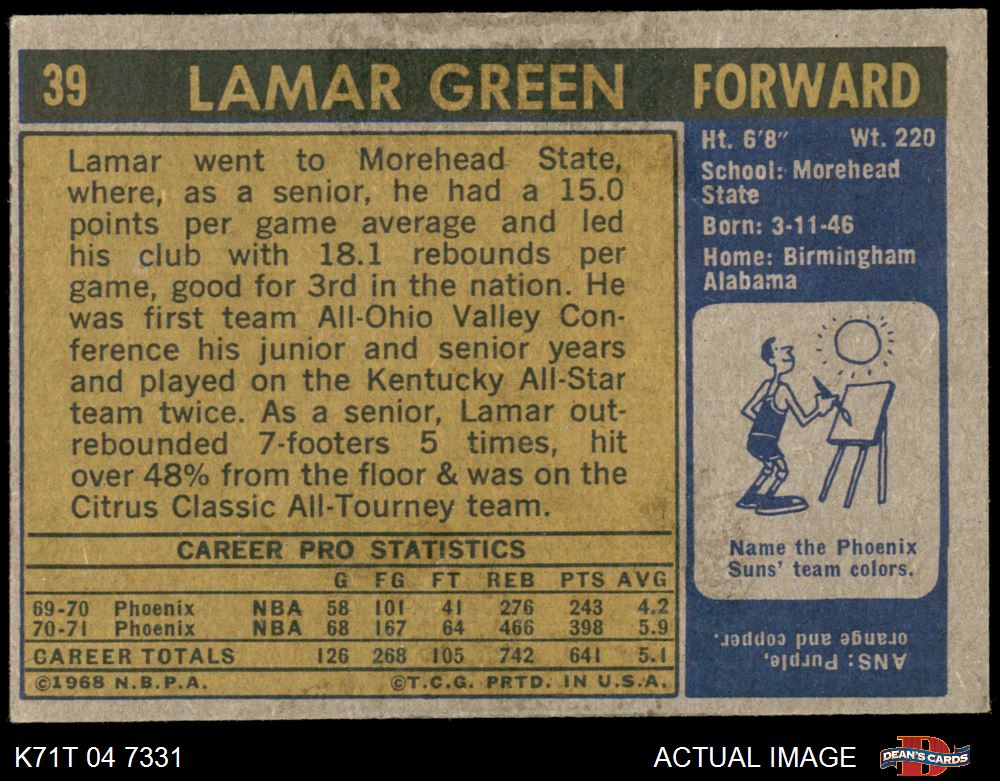 39 LAMAR GREEN FORWARD
Lamar went to Morehead State,
where, as a senior, he had a 15.0
points per game average and led
his club with 18.1 rebounds per
game, good for 3rd in the nation. He
was first team All-Ohio Valley Con-
ference his junior and senior years
and played on the Kentucky All-Star
team twice. As a senior, Lamar out-
rebounded 7-footers 5 times, hit
over 48% from the floor & was on the
Citrus Classic All-Tourney team.
CAREER PRO STATISTICS
G FG FT REB PTS AVG
69-70 Phoenix NBA 58 101 41 276 243 4.2
70-71 Phoenix NBA 68 167 64 466 398 5.9
CAREER TOTALS 126 268 105 742 641 5.1
©1968 N.B.P.A. ©T.C.G. PRTD. IN U.S.A.
Ht. 6'8" Wt. 220
School: Morehead
State
Born: 3-11-46
Home: Birmingham
Alabama
Name the Phoenix
Suns' team colors.
ANS: Purple,
orange and copper.
K71T 04 7331 ACTUAL IMAGE D DEAN'S CARDS